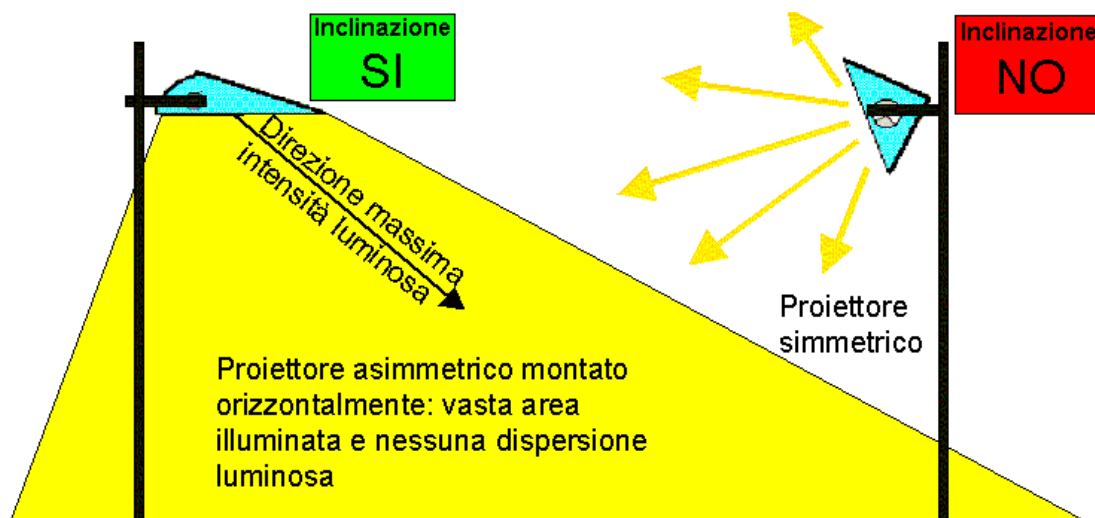 Inclinazione
SI
Inclinazione
NO
Direzione massima
intensità luminosa
Proiettore
simmetrico
Proiettore asimmetrico montato
orizzontalmente: vasta area
illuminata e nessuna dispersione
luminosa